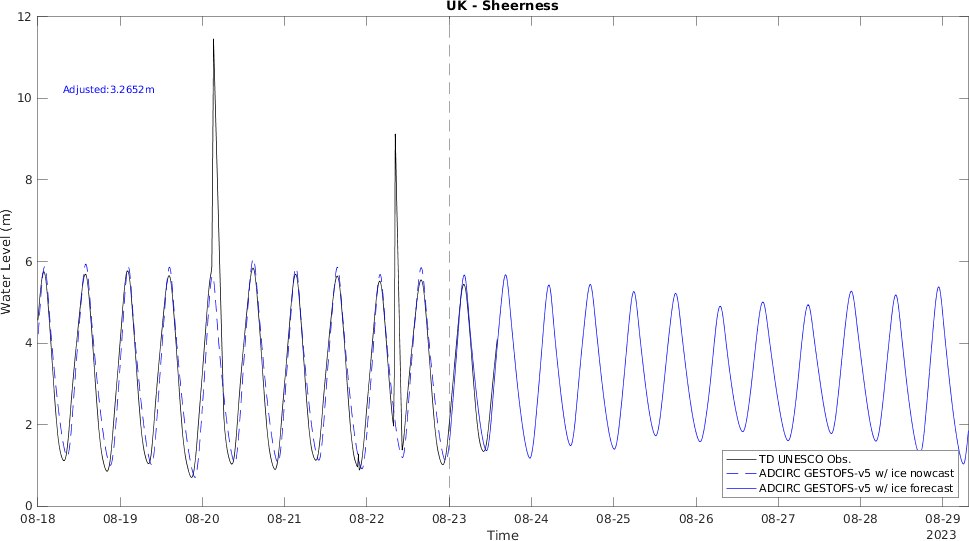 UK - Sheerness
12
10
8
6
4
2
0
Water Level (m)
Adjusted:3.2652m
TD UNESCO Obs.
ADCIRC GESTOFS-v5 w/ ice nowcast
ADCIRC GESTOFS-v5 w/ ice forecast
08-18 08-19 08-20 08-21 08-22 08-23 08-24 08-25 08-26 08-27 08-28 08-29
2023
Time